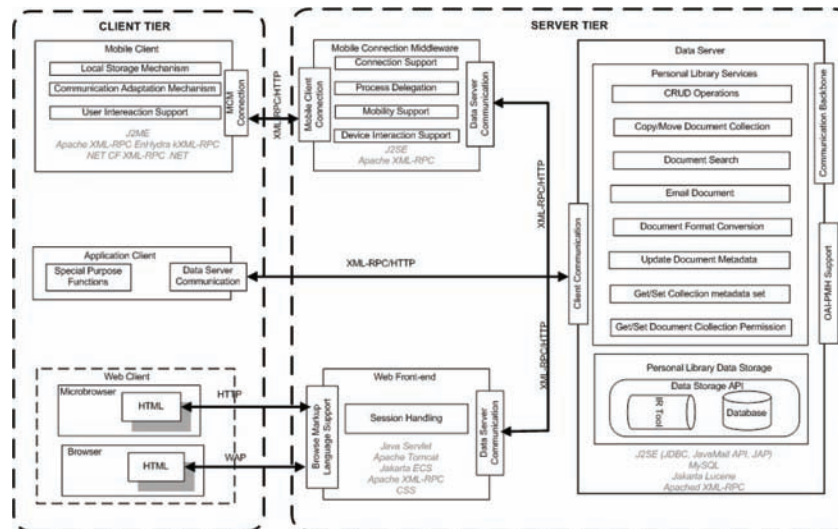 CLIENT TIER
Mobile Client
Local Storage Mechanism
Communication Adaptation Mechanism
User Intereaction Support
MCM
Connection
J2ME
Apache XML-RPC EnHydra kXML-RPC
NET CF XML-RPC .NET
XML-RPC/HTTP
Application Client
Special Purpose
Functions
Data Server
Communication
XML-RPC/HTTP
Web Client
Microbrowser
HTML
HTTP
Browser
HTML
WAP
SERVER TIER
Mobile Connection Middleware
Mobile Client
Connection
Connection Support
Process Delegation
Mobility Support
Device Interaction Support
Data Server
Communication
J2SE
Apache XML-RPC
XML-RPC/HTTP
XML-RPC/HTTP
Web Front-end
Browse Markup
Language Support
Session Handling
Data Server
Communication
Java Servlet
Apache Tomcat
Jakarta ECS
Apache XML-RPC
CSS
Data Server
Client Communication
Personal Library Services
CRUD Operations
Copy/Move Document Collection
Document Search
Email Document
Document Format Conversion
Update Document Metadata
Get/Set Collection metadata set
Get/Set Document Ciollection Permission
Communication Backbone
OAI-PMH Support
Personal Library Data Storage
Data Storage API
IR Tool
Database
J2SE (JDBC, JavaMail API, JAP)
MySQL
Jakarta Lucene
Apached XML-RPC